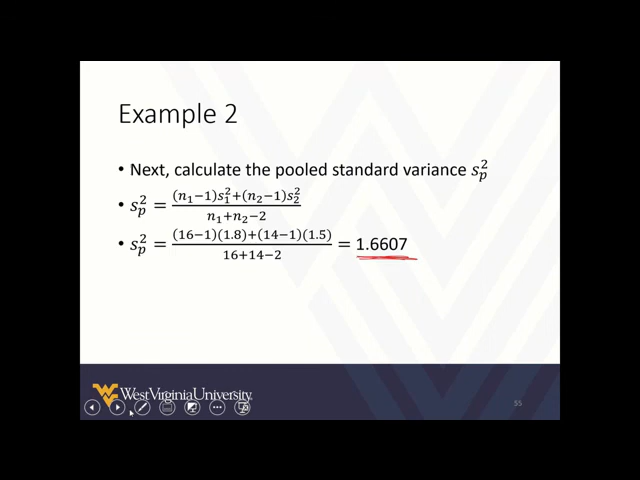 Example 2
• Next, calculate the pooled standard variance s_p^2
• s_p^2 = ((n_1−1)s_1^2+(n_2−1)s_2^2)/(n_1+n_2−2)
• s_p^2 = ((16−1)(1.8)+(14−1)(1.5))/(16+14−2) = 1.6607
WestVirginiaUniversity.
55